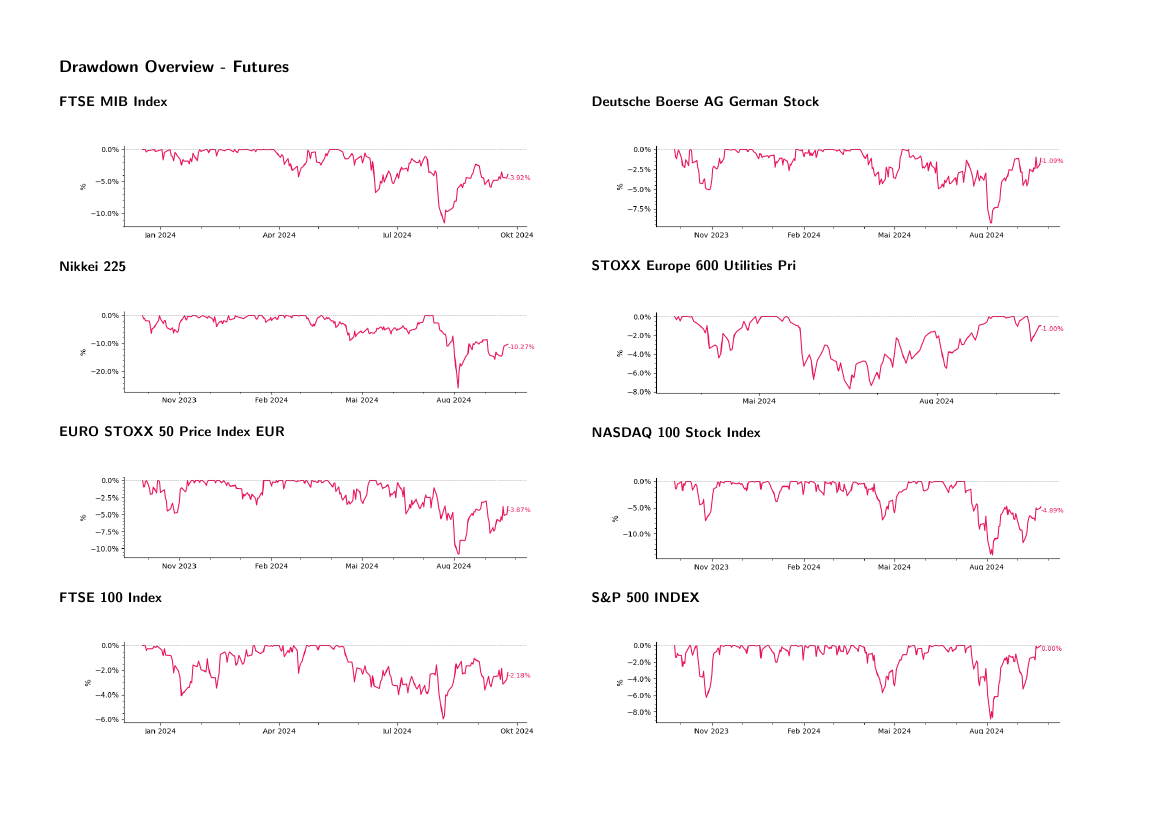 Drawdown Overview - Futures
FTSE MIB Index
0.0%
−5.0%
−10.0%
%
-3.92%
Jan 2024 Apr 2024 Jul 2024 Okt 2024
Deutsche Boerse AG German Stock
0.0%
−2.5%
−5.0%
−7.5%
%
-1.09%
Nov 2023 Feb 2024 Mai 2024 Aug 2024
Nikkei 225
0.0%
−10.0%
−20.0%
%
-10.27%
Nov 2023 Feb 2024 Mai 2024 Aug 2024
STOXX Europe 600 Utilities Pri
0.0%
−2.0%
−4.0%
−6.0%
−8.0%
%
-1.00%
Mai 2024 Aug 2024
EURO STOXX 50 Price Index EUR
0.0%
−2.5%
−5.0%
−7.5%
−10.0%
%
-3.87%
Nov 2023 Feb 2024 Mai 2024 Aug 2024
NASDAQ 100 Stock Index
0.0%
−5.0%
−10.0%
%
-4.89%
Nov 2023 Feb 2024 Mai 2024 Aug 2024
FTSE 100 Index
0.0%
−2.0%
−4.0%
−6.0%
%
-2.18%
Jan 2024 Apr 2024 Jul 2024 Okt 2024
S&P 500 INDEX
0.0%
−2.0%
−4.0%
−6.0%
−8.0%
%
0.00%
Nov 2023 Feb 2024 Mai 2024 Aug 2024